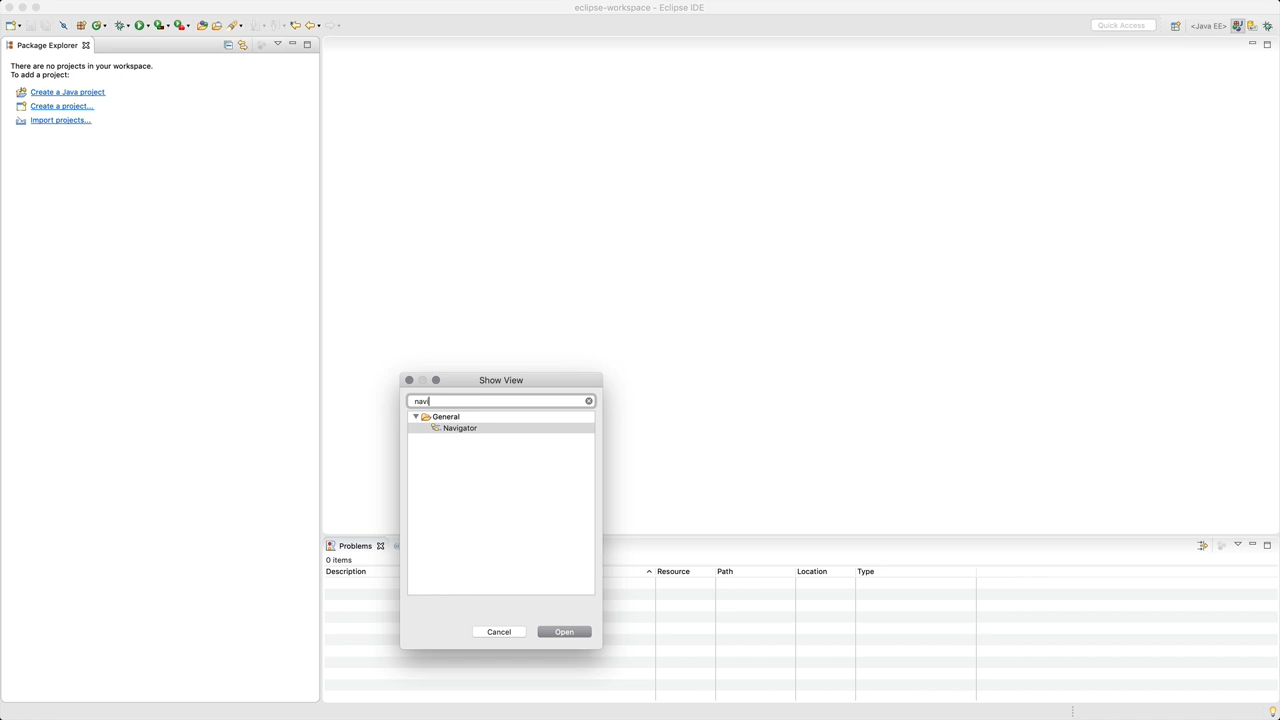 eclipse-workspace - Eclipse IDE
Quick Access
<Java EE>
Package Explorer
There are no projects in your workspace.
To add a project:
Create a Java project
Create a project...
Import projects...
Show View
navi
General
Navigator
Cancel
Open
Problems
0 items
Description Resource Path Location Type